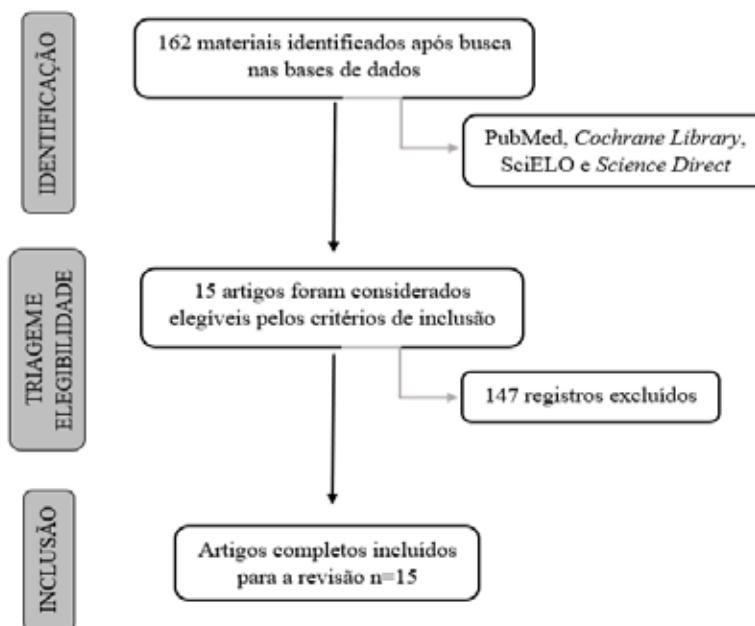 IDENTIFICAÇÃO
162 materiais identificados após busca
nas bases de dados
PubMed, Cochrane Library,
SciELO e Science Direct
TRIAGEM E
ELEGIBILIDADE
15 artigos foram considerados
elegíveis pelos critérios de inclusão
147 registros excluídos
INCLUSÃO
Artigos completos incluídos
para a revisão n=15